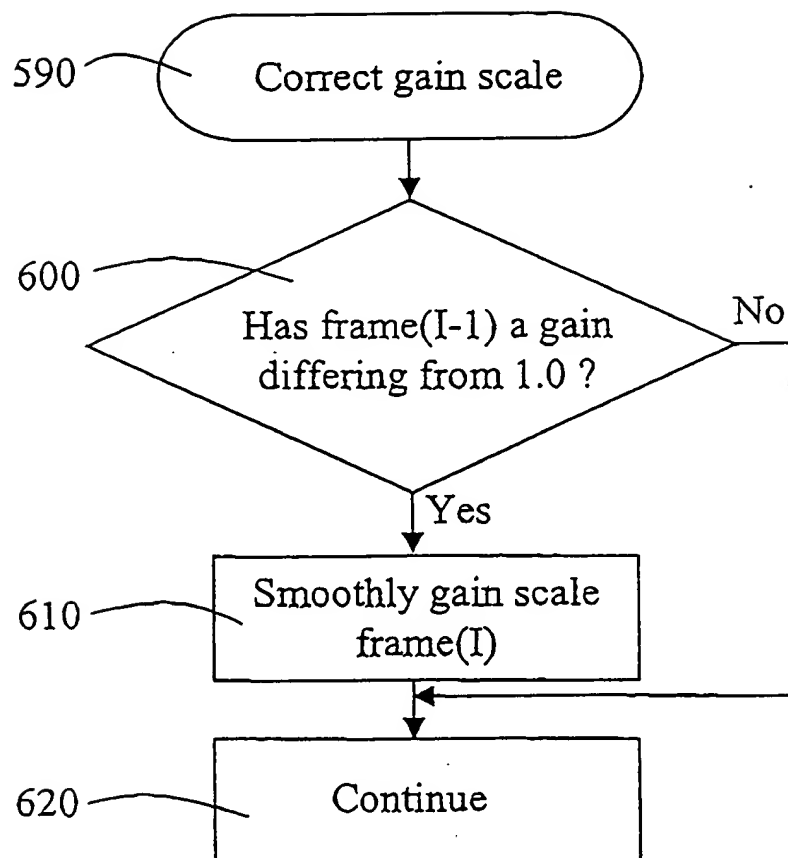 590
Correct gain scale
600
Has frame(I-1) a gain
differing from 1.0 ?
No
Yes
610
Smoothly gain scale
frame(I)
620
Continue